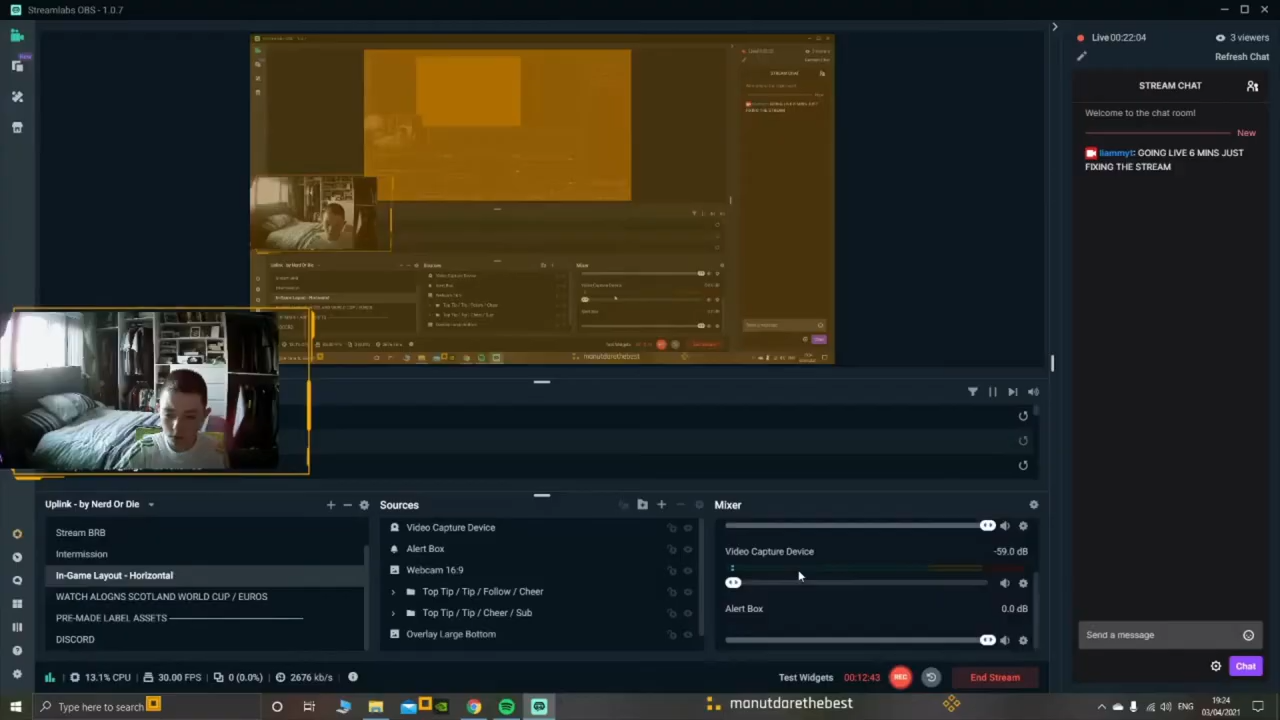 Streamlabs OBS - 1.0.7
Live 00:22:04
3 viewers
Refresh Chat
STREAM CHAT
Welcome to the chat room!
New
liammyt: GOING LIVE 6 MINS JUST
FIXING THE STREAM
manutdarethebest
Uplink - by Nerd Or Die
Stream BRB
Intermission
In-Game Layout - Horizontal
WATCH ALOGNS SCOTLAND WORLD CUP / EUROS
PRE-MADE LABEL ASSETS
DISCORD
Sources
Video Capture Device
Alert Box
Webcam 16:9
Top Tip / Tip / Follow / Cheer
Top Tip / Tip / Cheer / Sub
Overlay Large Bottom
Mixer
Video Capture Device
-59.0 dB
Alert Box
0.0 dB
Send a message
Chat
13.1% CPU
30.00 FPS
0 (0.0%)
2676 kb/s
Test Widgets
00:12:43
REC
End Stream
Type here to search
manutdarethebest
ENG
19:24
03/04/2021